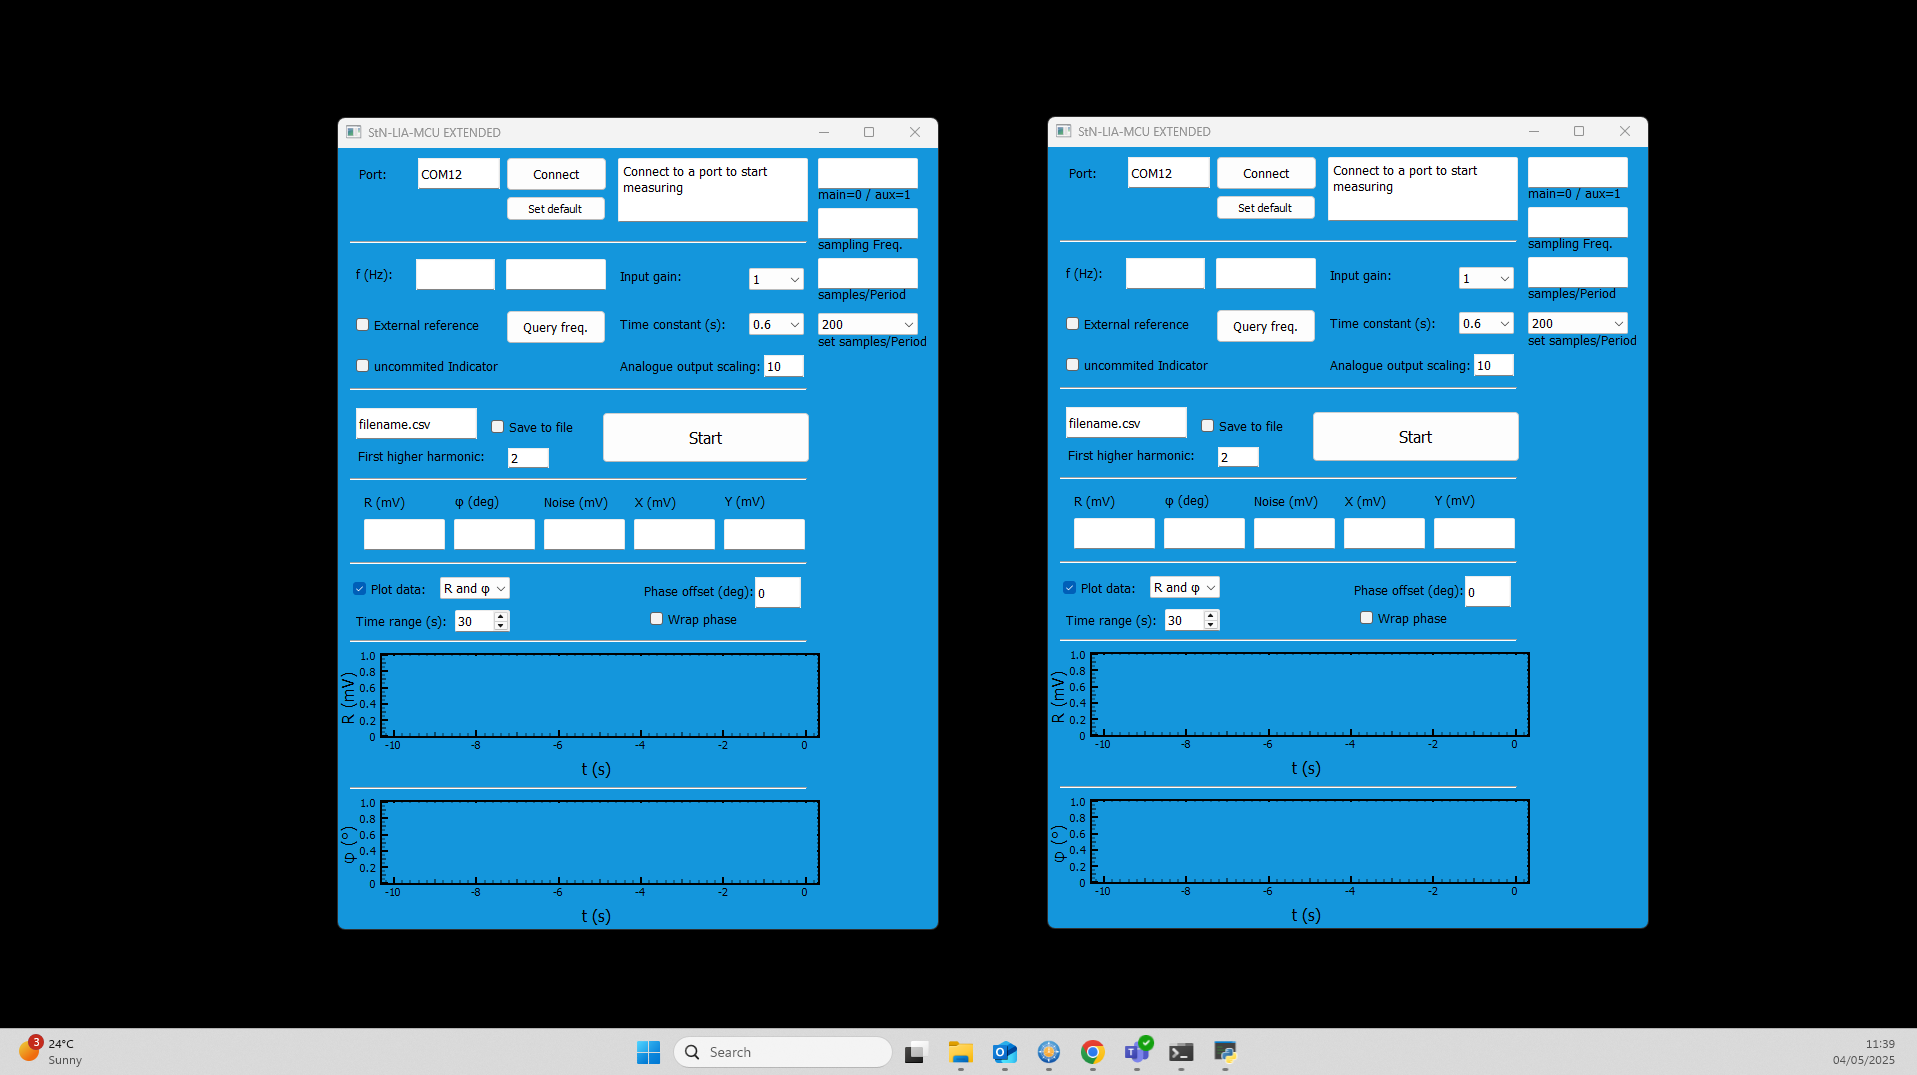 StN-LIA-MCU EXTENDED
Port:
COM12
Connect
Set default
Connect to a port to start
measuring
main=0 / aux=1
sampling Freq.
f (Hz):
Input gain:
1
samples/Period
External reference
Query freq.
Time constant (s):
0.6
200
set samples/Period
uncommited Indicator
Analogue output scaling:
10
filename.csv
Save to file
Start
First higher harmonic:
2
R (mV)
φ (deg)
Noise (mV)
X (mV)
Y (mV)
Plot data:
R and φ
Phase offset (deg):
0
Time range (s):
30
Wrap phase
R (mV)
1.0
0.8
0.6
0.4
0.2
0
-10
-8
-6
-4
-2
0
t (s)
φ (°)
1.0
0.8
0.6
0.4
0.2
0
-10
-8
-6
-4
-2
0
t (s)
StN-LIA-MCU EXTENDED
Port:
COM12
Connect
Set default
Connect to a port to start
measuring
main=0 / aux=1
sampling Freq.
f (Hz):
Input gain:
1
samples/Period
External reference
Query freq.
Time constant (s):
0.6
200
set samples/Period
uncommited Indicator
Analogue output scaling:
10
filename.csv
Save to file
Start
First higher harmonic:
2
R (mV)
φ (deg)
Noise (mV)
X (mV)
Y (mV)
Plot data:
R and φ
Phase offset (deg):
0
Time range (s):
30
Wrap phase
R (mV)
1.0
0.8
0.6
0.4
0.2
0
-10
-8
-6
-4
-2
0
t (s)
φ (°)
1.0
0.8
0.6
0.4
0.2
0
-10
-8
-6
-4
-2
0
t (s)
3
24°C
Sunny
Search
11:39
04/05/2025